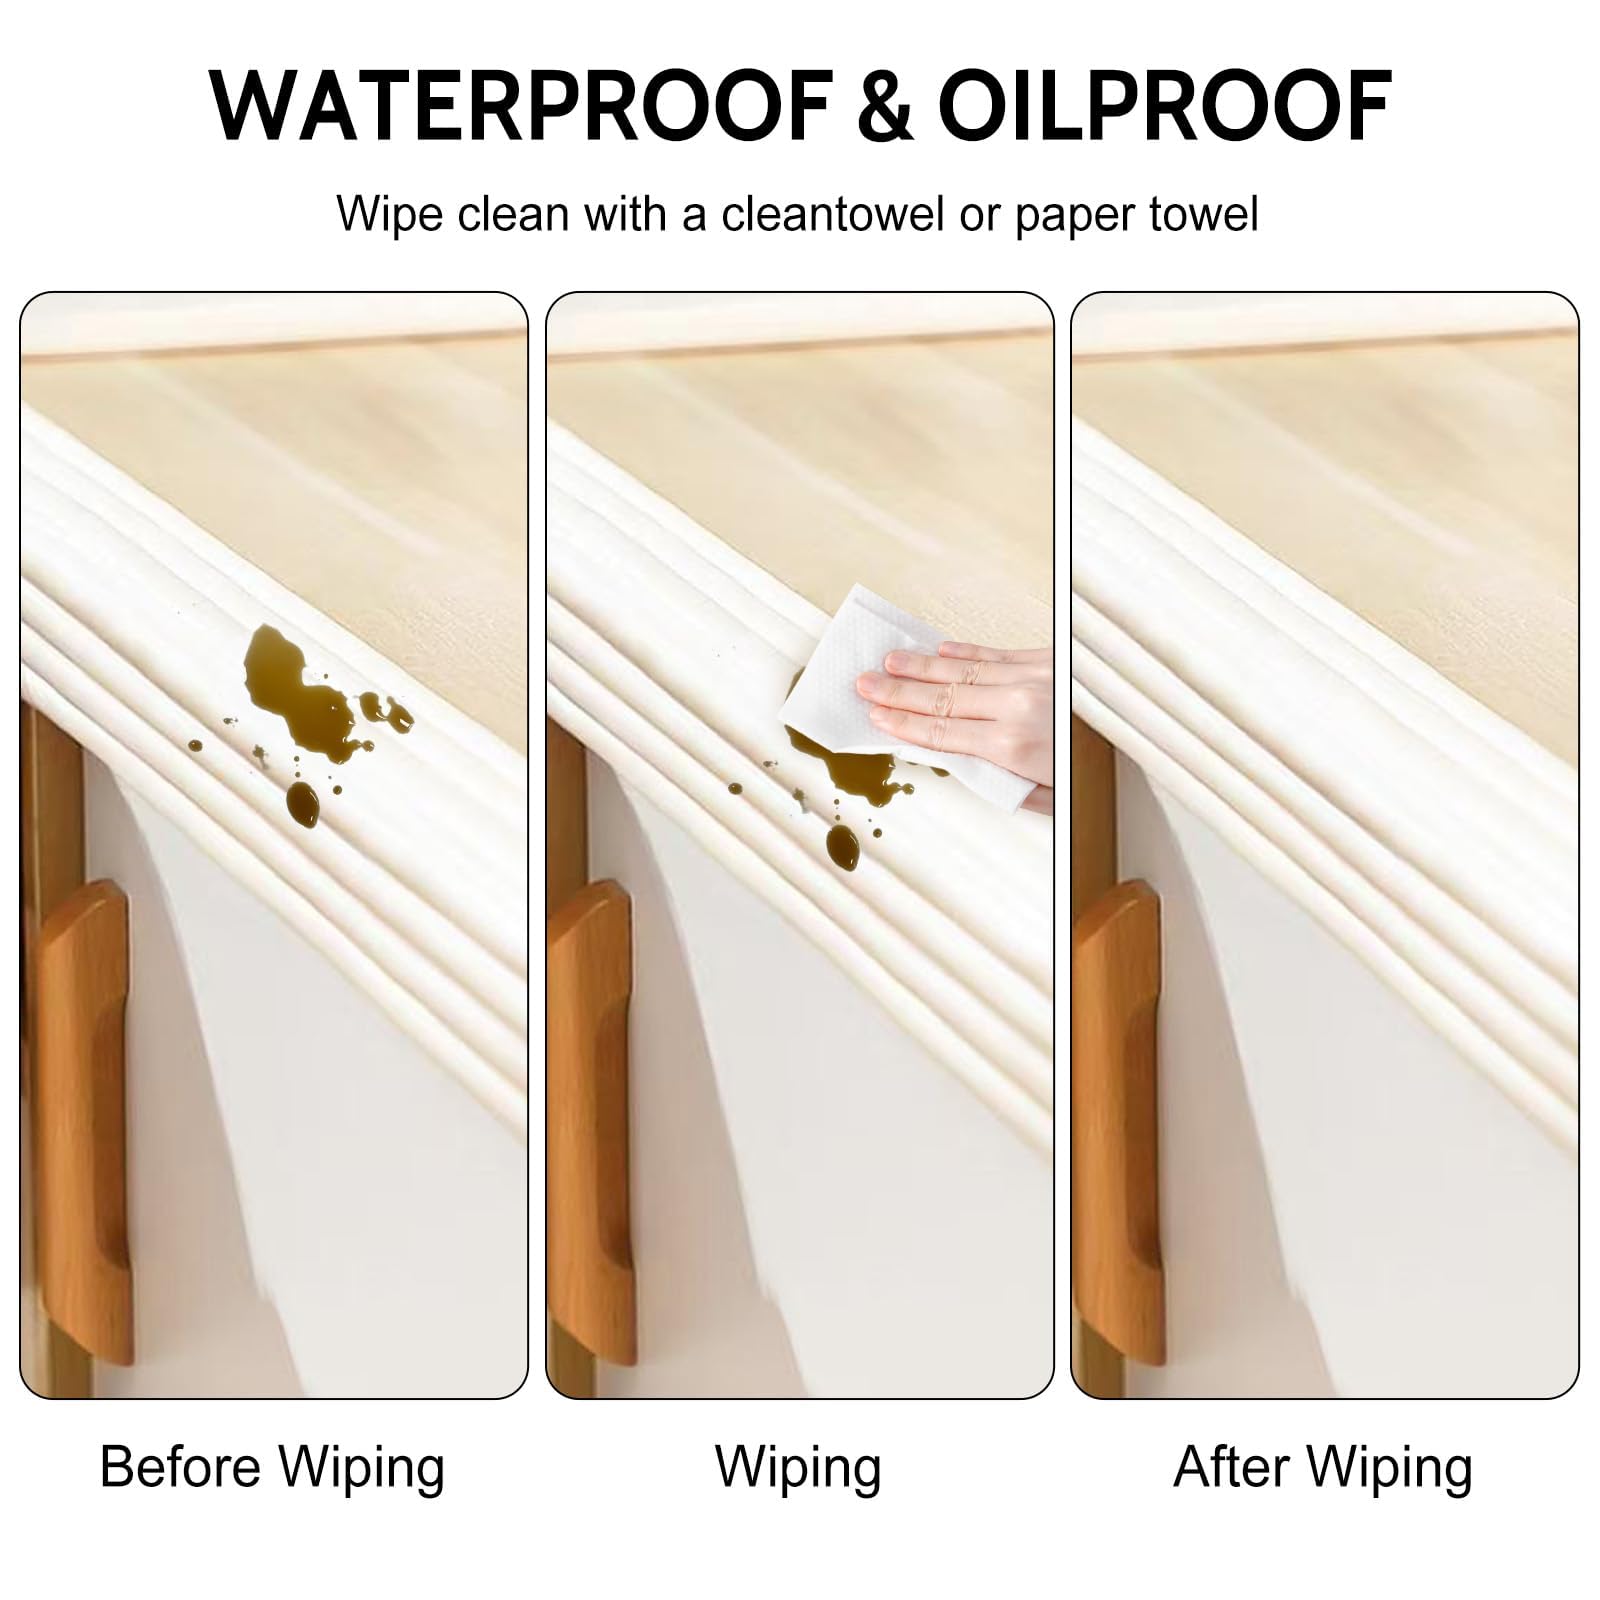 WATERPROOF & OILPROOF
Wipe clean with a cleantowel or paper towel
Before Wiping
Wiping
After Wiping